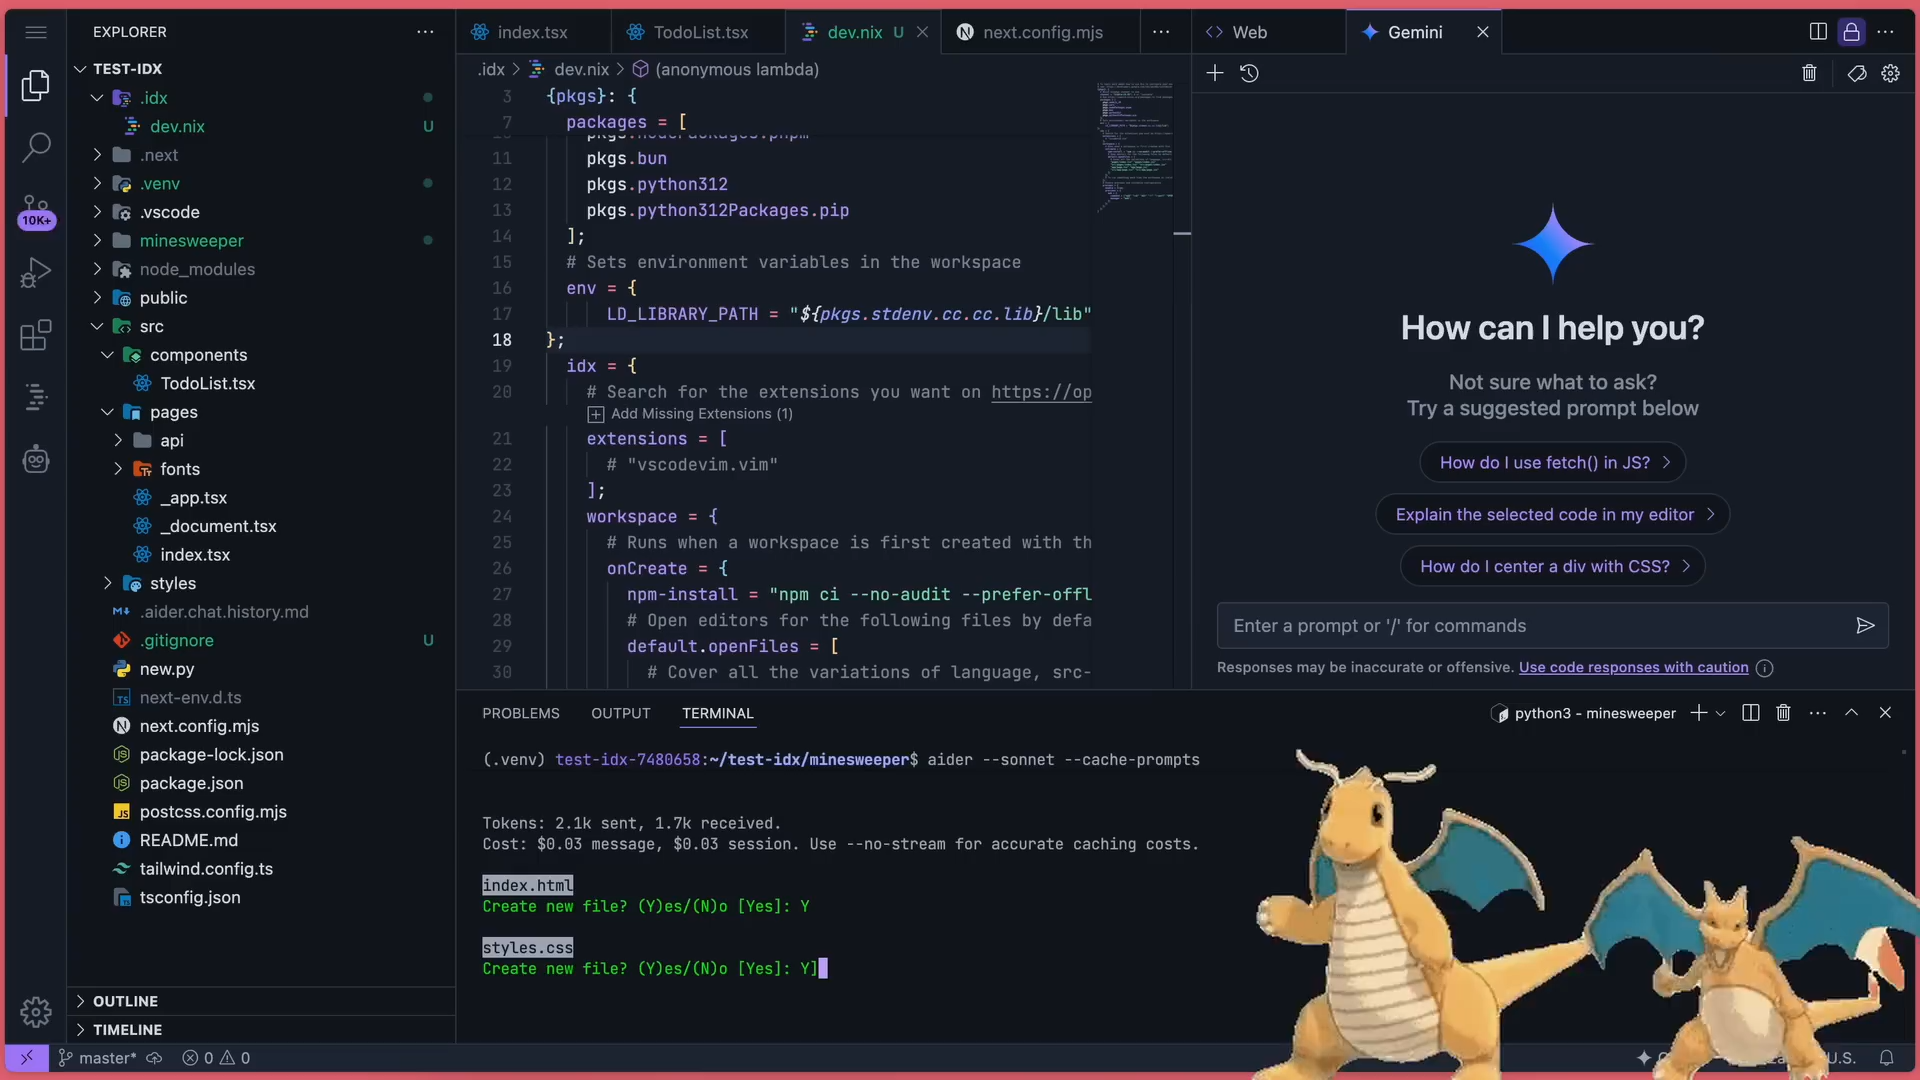 EXPLORER
TEST-IDX
.idx
dev.nix U
.next
.venv
.vscode
minesweeper
node_modules
public
src
components
TodoList.tsx
pages
api
fonts
_app.tsx
_document.tsx
index.tsx
styles
.aider.chat.history.md
.gitignore U
new.py
next-env.d.ts
next.config.mjs
package-lock.json
package.json
postcss.config.mjs
README.md
tailwind.config.ts
tsconfig.json
OUTLINE
TIMELINE
10K+
master* 0 0
index.tsx TodoList.tsx dev.nix U next.config.mjs
.idx dev.nix (anonymous lambda)
3 {pkgs}: {
7 packages = [
11 pkgs.bun
12 pkgs.python312
13 pkgs.python312Packages.pip
14 ];
15 # Sets environment variables in the workspace
16 env = {
17 LD_LIBRARY_PATH = "${pkgs.stdenv.cc.cc.lib}/lib"
18 };
19 idx = {
20 # Search for the extensions you want on https://op
Add Missing Extensions (1)
21 extensions = [
22 # "vscodevim.vim"
23 ];
24 workspace = {
25 # Runs when a workspace is first created with th
26 onCreate = {
27 npm-install = "npm ci --no-audit --prefer-offl
28 # Open editors for the following files by defa
29 default.openFiles = [
30 # Cover all the variations of language, src-
Web Gemini
How can I help you?
Not sure what to ask?
Try a suggested prompt below
How do I use fetch() in JS?
Explain the selected code in my editor
How do I center a div with CSS?
Enter a prompt or '/' for commands
Responses may be inaccurate or offensive. Use code responses with caution
PROBLEMS OUTPUT TERMINAL
python3 - minesweeper
(.venv) test-idx-7480658:~/test-idx/minesweeper$ aider --sonnet --cache-prompts
Tokens: 2.1k sent, 1.7k received.
Cost: $0.03 message, $0.03 session. Use --no-stream for accurate caching costs.
index.html
Create new file? (Y)es/(N)o [Yes]: Y
styles.css
Create new file? (Y)es/(N)o [Yes]: Y]
U.S.